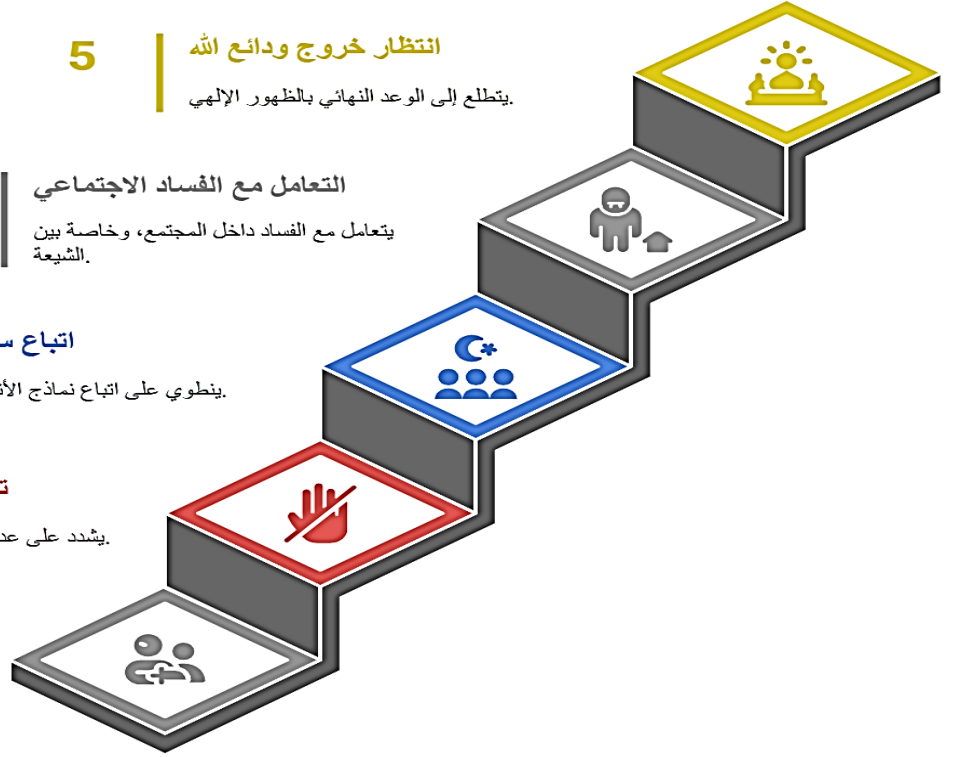 5
انتظار خروج ودائع الله
يتطلع إلى الوعد النهائي بالظهور الإلهي.
التعامل مع الفساد الاجتماعي
يتعامل مع الفساد داخل المجتمع، وخاصة بين
الشيعة.
اتباع
ينطوي على اتباع نماذج
يشدد على